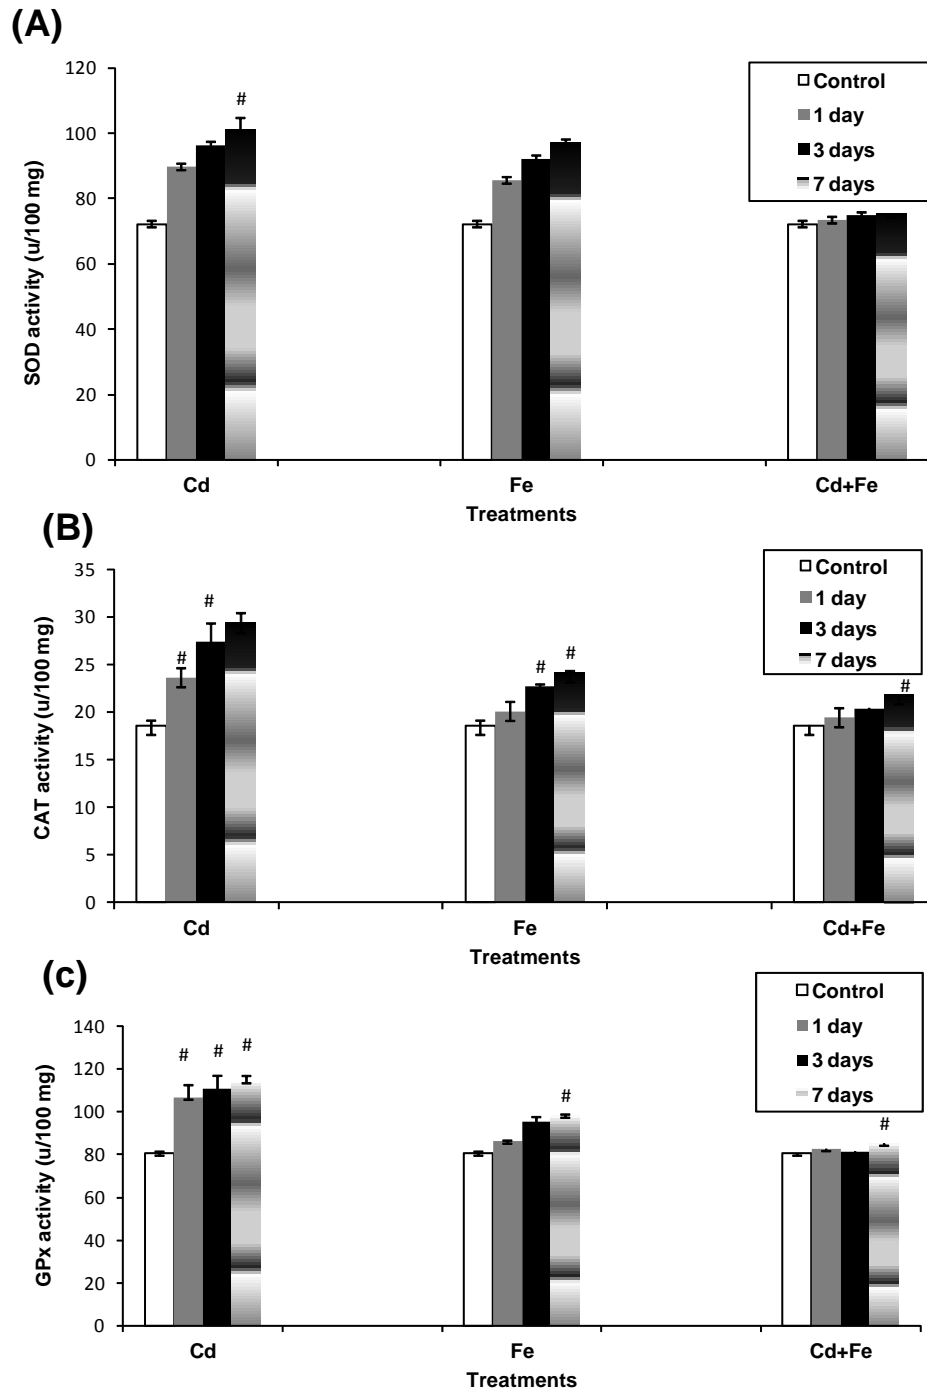 (A)
SOD activity (u/100 mg)
120
100
80
60
40
20
0
#
Control
1 day
3 days
7 days
Cd
Fe
Cd+Fe
Treatments
(B)
CAT activity (u/100 mg)
35
30
25
20
15
10
5
0
#
#
#
#
#
Control
1 day
3 days
7 days
Cd
Fe
Cd+Fe
Treatments
(c)
GPx activity (u/100 mg)
140
120
100
80
60
40
20
0
#
#
#
#
#
Control
1 day
3 days
7 days
Cd
Fe
Cd+Fe
Treatments